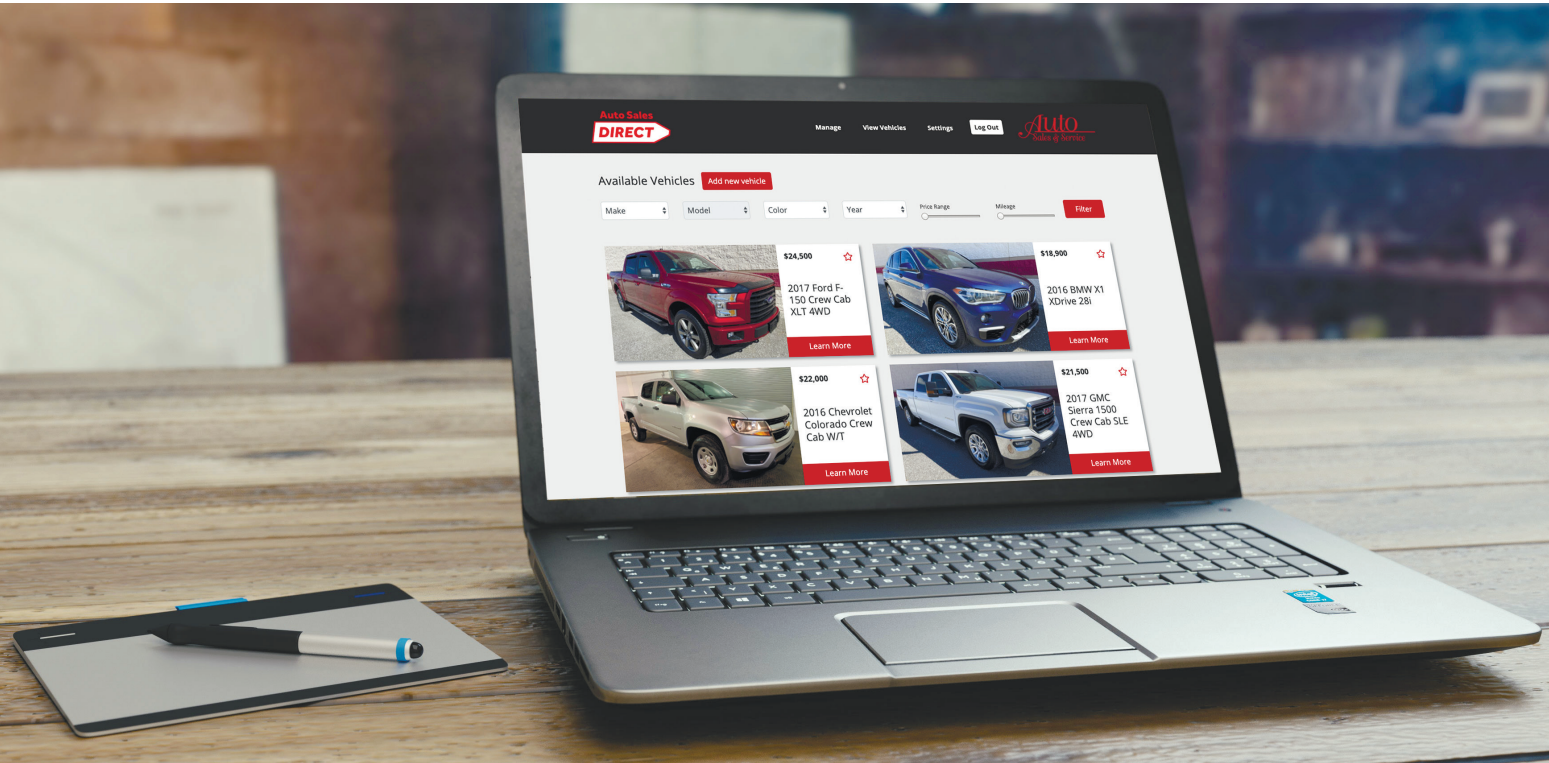 Auto Sales
DIRECT
Manage View Vehicles Settings Log Out
Auto
Sales & Service
Available Vehicles Add new vehicle
Make Model Color Year Price Range Mileage Filter
$24,500
2017 Ford F-
150 Crew Cab
XLT 4WD
Learn More
$18,900
2016 BMW X1
XDrive 28i
Learn More
$22,000
2016 Chevrolet
Colorado Crew
Cab W/T
Learn More
$21,500
2017 GMC
Sierra 1500
Crew Cab SLE
4WD
Learn More